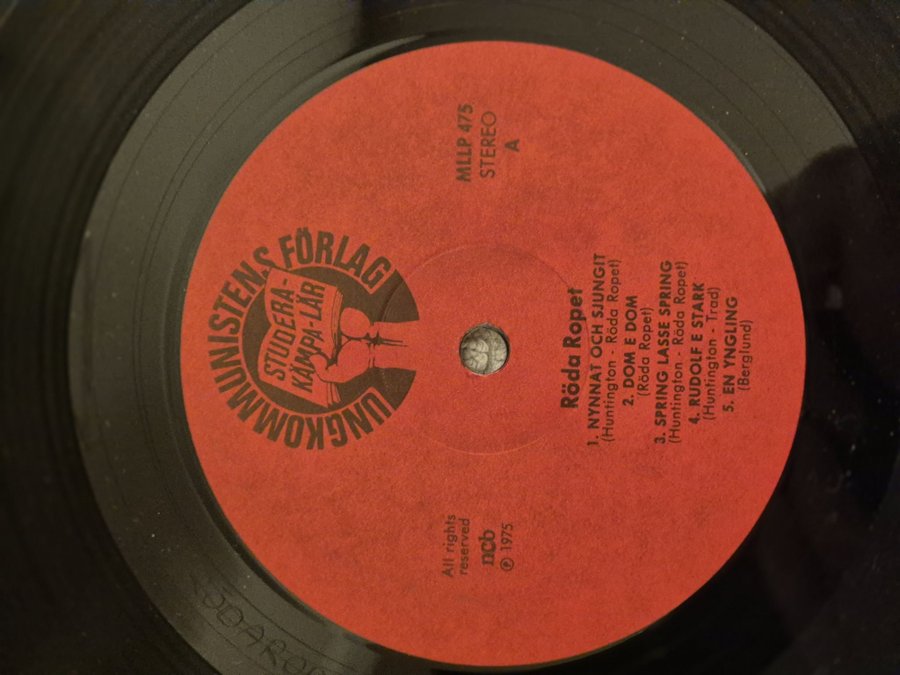 UNGKOMMUNISTENS FÖRLAG
STUDERA-
KÄMPA-LÄR
All rights
reserved
ncb
℗ 1975
MLLP 475
STEREO
A
Röda Ropet
1. NYNNAT OCH SJUNGIT
(Huntington - Röda Ropet)
2. DOM E DOM
(Röda Ropet)
3. SPRING LASSE SPRING
(Huntington - Röda Ropet)
4. RUDOLF E STARK
(Huntington - Trad)
5. EN YNGLING
(Berglund)